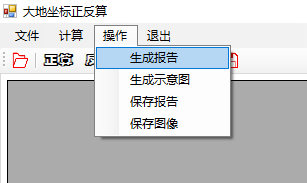 大地坐标正反算
文件 计算 操作 退出
正算
生成报告
生成示意图
保存报告
保存图像